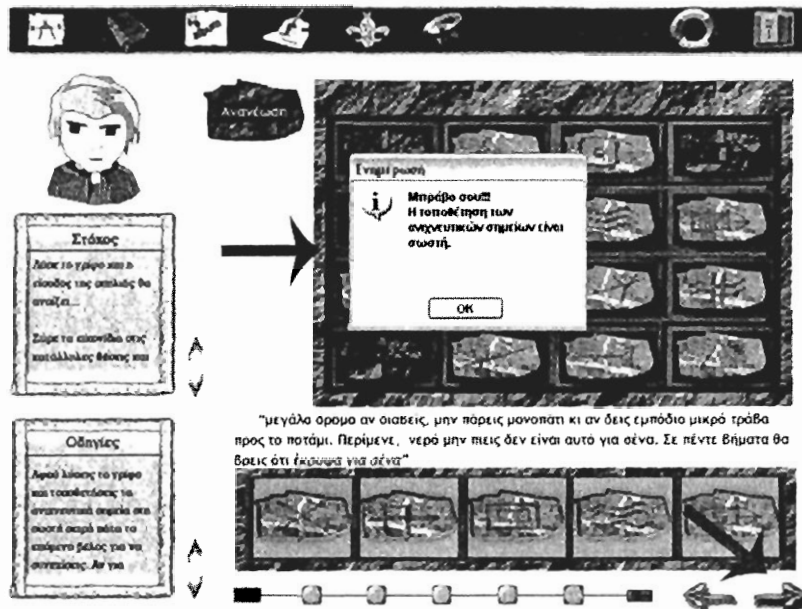 Ανανέωση
Ενημέρωση
Μπράβο σου!!!
Η τοποθέτηση των
ανιχνευτικών σημείων είναι
σωστή.
OK
Στόχος
Λύσε το γρίφο και η
είσοδος της σπηλιάς θα
ανοίξει...
Σύρε τα εικονίδια στις
κατάλληλες θέσεις και
"μεγάλο δρομο αν διαβείς, μην πάρεις μονοπάτι κι αν δεις εμπόδιο μικρό τράβα
προς το ποτάμι. Περίμενε, νερό μην πιεις δεν είναι αυτό για σένα. Σε πέντε βήματα θα
βρεις ότι έκρυψα για σένα"
Οδηγίες
Αφού λύσεις το γρίφο
και τοποθετήσεις τα
ανιχνευτικά σημεία στη
σωστή σειρά πάτα το
επόμενο βέλος για να
συνεχίσεις. Αν για